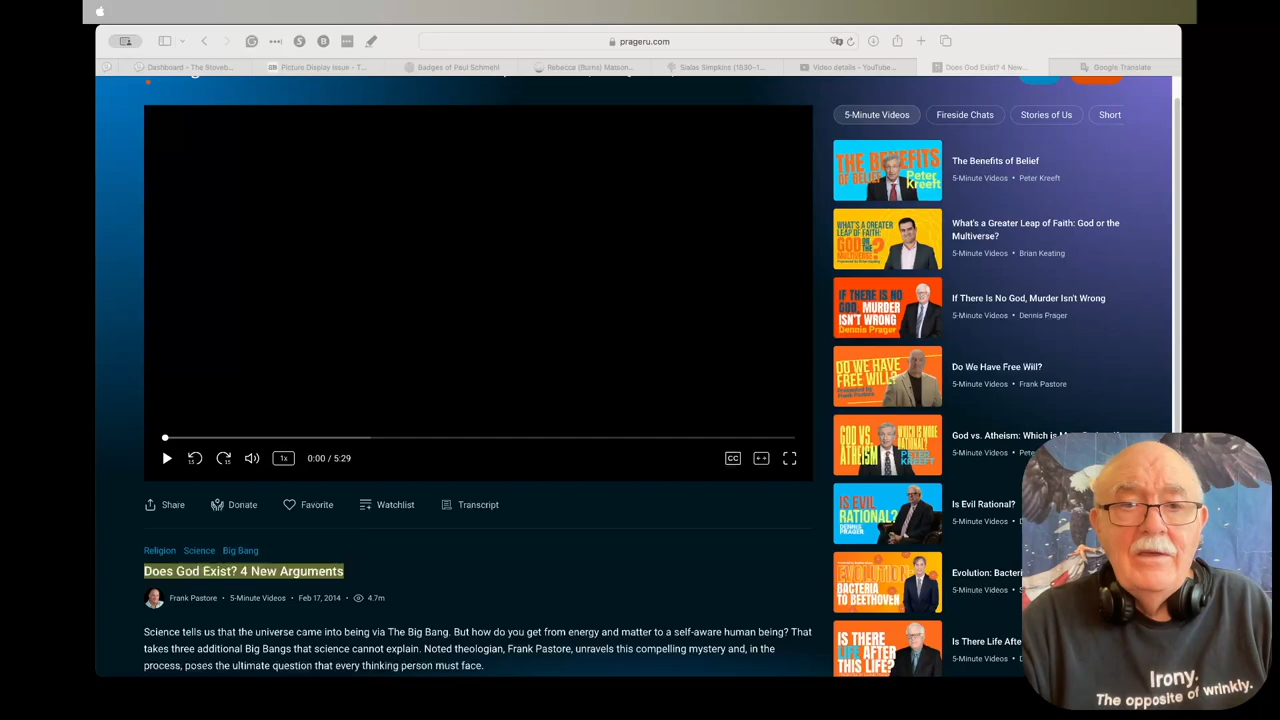 prageru.com
Dashboard - The Stoveb...
Picture Display Issue - T...
Badges of Paul Schmehl
Rebecca (Burns) Matson...
Sialas Simpkins (1630–1...
Video details - YouTube...
Does God Exist? 4 New...
Google Translate
5-Minute Videos
Fireside Chats
Stories of Us
Short
THE BENEFITS
OF BELIEF
Peter
Kreeft
The Benefits of Belief
5-Minute Videos • Peter Kreeft
WHAT'S A GREATER
LEAP OF FAITH:
GOD OR THE
MULTIVERSE?
What's a Greater Leap of Faith: God or the
Multiverse?
5-Minute Videos • Brian Keating
IF THERE IS NO
GOD, MURDER
ISN'T WRONG
Dennis Prager
If There Is No God, Murder Isn't Wrong
5-Minute Videos • Dennis Prager
DO WE HAVE
FREE WILL?
Do We Have Free Will?
5-Minute Videos • Frank Pastore
GOD VS.
ATHEISM:
WHICH IS MORE
RATIONAL?
PETER
KREEFT
God vs. Atheism: Which is
5-Minute Videos
IS EVIL
RATIONAL?
DENNIS
PRAGER
Is Evil Rational?
5-Minute Videos
EVOLUTION:
BACTERIA
TO BEETHOVEN
Evolution: Bacteri
5-Minute Videos
IS THERE
LIFE AFTER
THIS LIFE?
Is There Life Afte
5-Minute Videos
1x
0:00 / 5:29
CC
Share
Donate
Favorite
Watchlist
Transcript
Religion Science Big Bang
Does God Exist? 4 New Arguments
Frank Pastore • 5-Minute Videos • Feb 17, 2014 • 4.7m
Science tells us that the universe came into being via The Big Bang. But how do you get from energy and matter to a self-aware human being? That
takes three additional Big Bangs that science cannot explain. Noted theologian, Frank Pastore, unravels this compelling mystery and, in the
process, poses the ultimate question that every thinking person must face.
Irony.
The opposite of wrinkly.